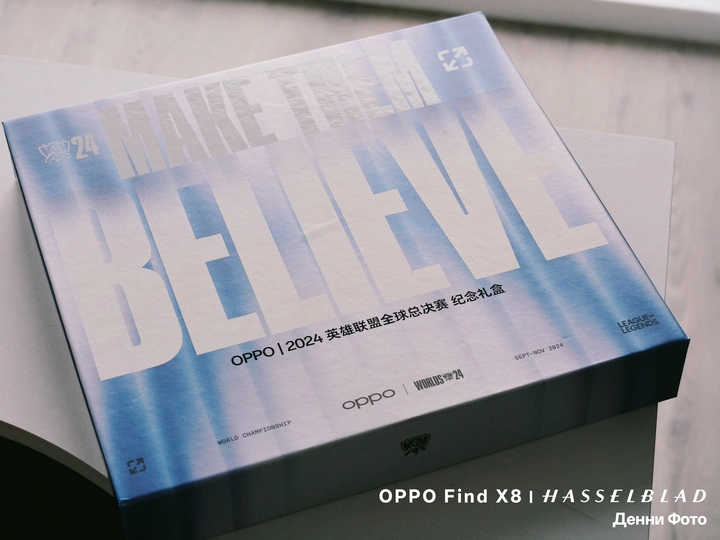 MAKE THEM
24
BELIEVE
OPPO | 2024 英雄联盟全球总决赛 纪念礼盒
LEAGUE OF LEGENDS
SEPT-NOV 2024
oppo | WORLDS 24
WORLD CHAMPIONSHIP
OPPO Find X8 | HASSELBLAD
Денни Фото